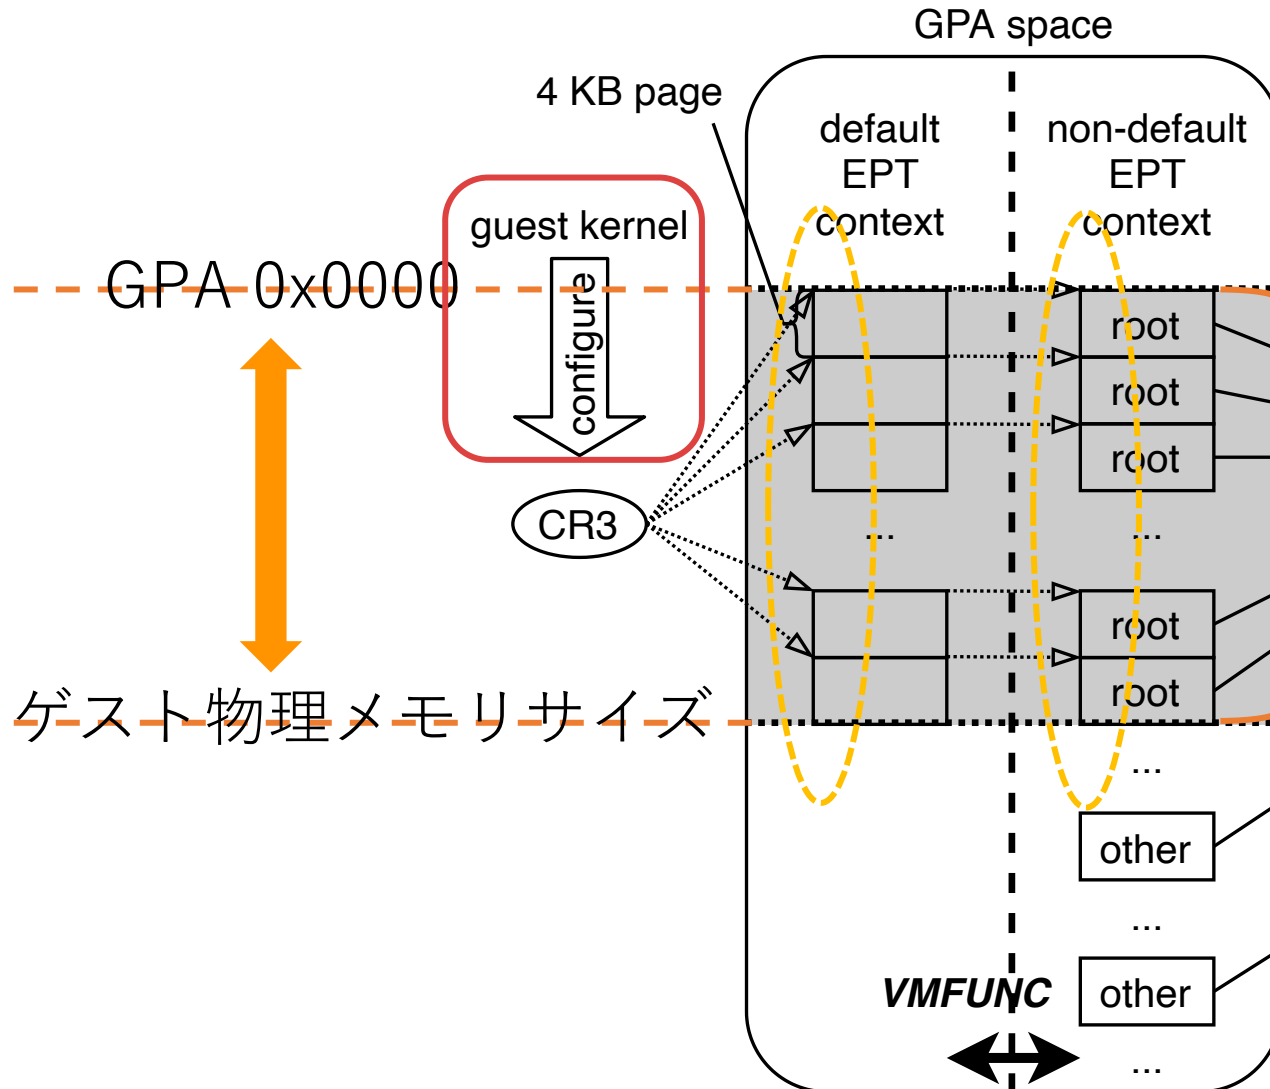 GPA space
4 KB page
default
EPT
context
non-default
EPT
context
guest kernel
configure
GPA 0x0000
CR3
root
root
root
...
...
root
root
ゲスト物理メモリサイズ
...
other
...
VMFUNC
other
...